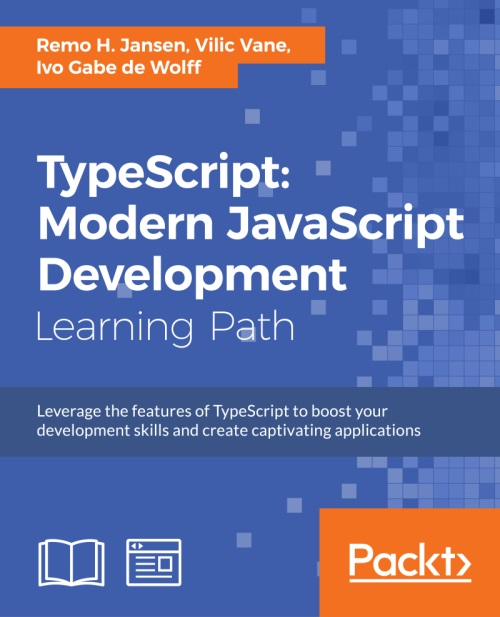 Remo H. Jansen, Vilic Vane,
Ivo Gabe de Wolff
TypeScript:
Modern JavaScript
Development
Learning Path
Leverage the features of TypeScript to boost your
development skills and create captivating applications
Packt>